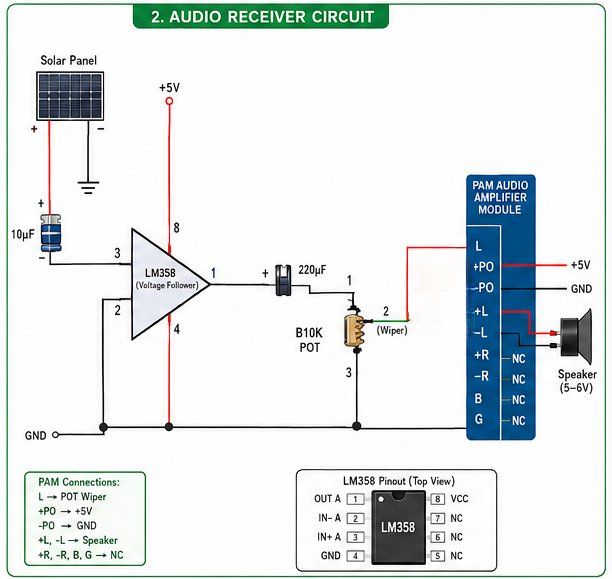 2. AUDIO RECEIVER CIRCUIT
Solar Panel
+ −
+5V
+
10µF
−
8
3
LM358
(Voltage Follower)
1
2
4
+ 220µF
1
B10K
POT
2
(Wiper)
3
GND
PAM AUDIO
AMPLIFIER
MODULE
L
+PO +5V
-PO GND
+L
-L
+R NC
-R NC
B NC
G NC
Speaker
(5–6V)
PAM Connections:
L → POT Wiper
+PO → +5V
-PO → GND
+L, -L → Speaker
+R, -R, B, G → NC
LM358 Pinout (Top View)
OUT A 1 8 VCC
IN- A 2 7 NC
IN+ A 3 6 NC
GND 4 5 NC
LM358